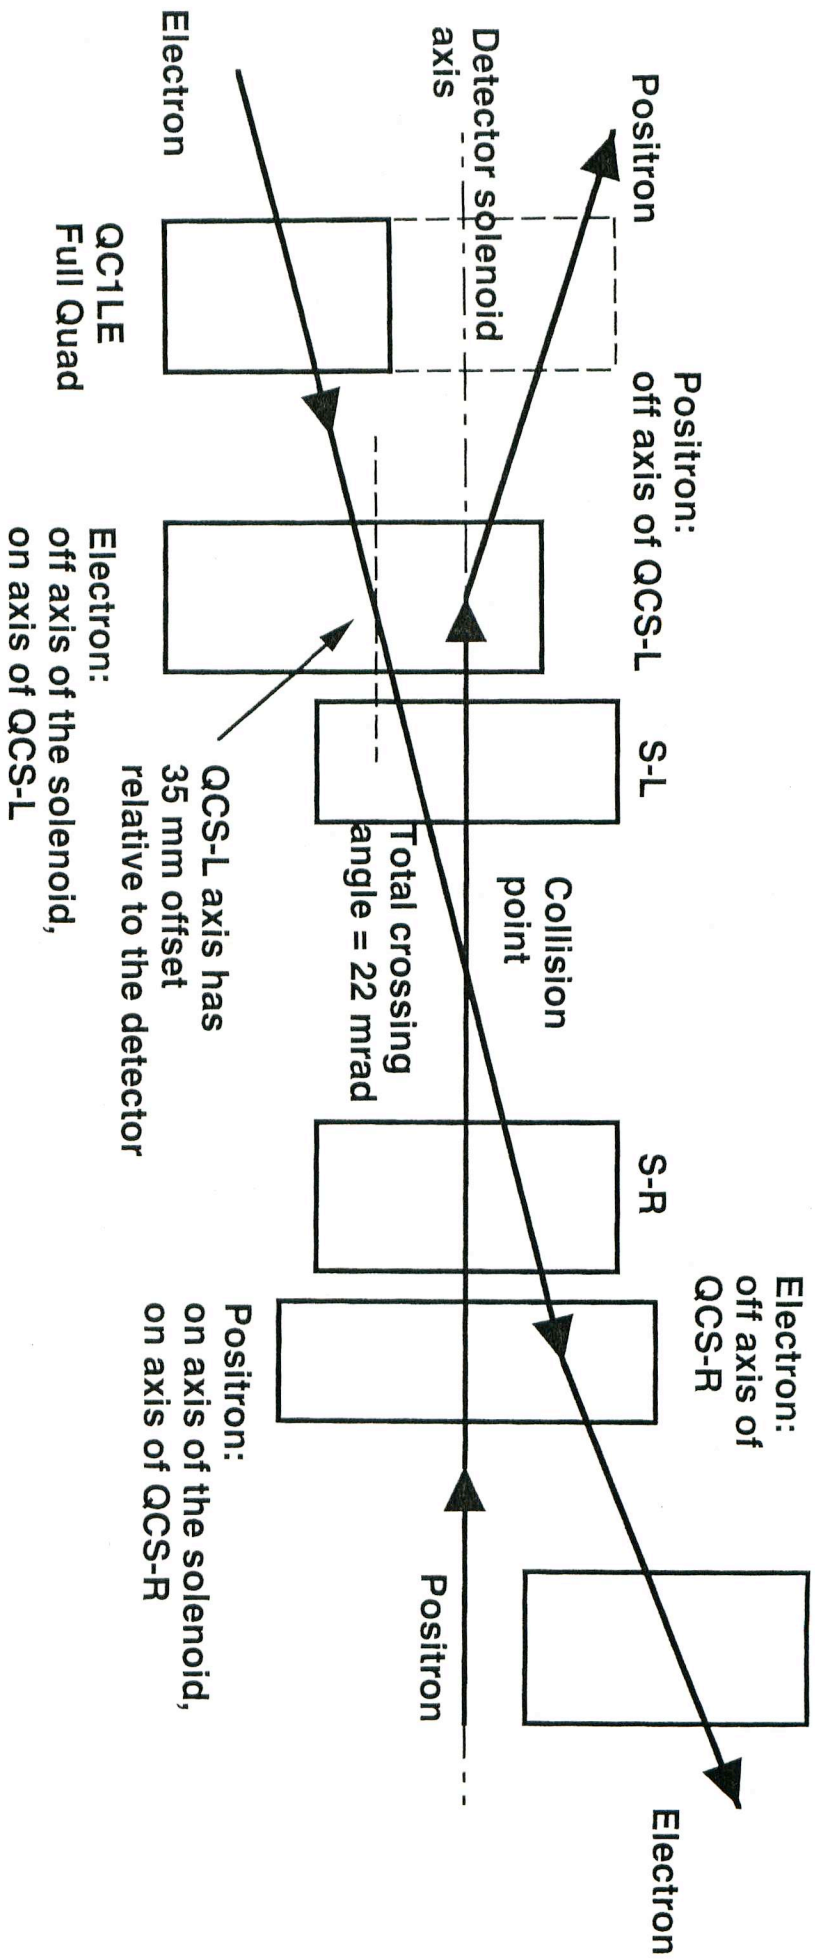 Electron
Positron
Detector solenoid
axis
QC1LE
Full Quad
Positron:
off axis of QCS-L
Electron:
off axis of the solenoid,
on axis of QCS-L
S-L
QCS-L axis has
35 mm offset
relative to the detector
Collision
point
Total crossing
angle = 22 mrad
S-R
Electron:
off axis of
QCS-R
Positron:
on axis of the solenoid,
on axis of QCS-R
Positron
Electron